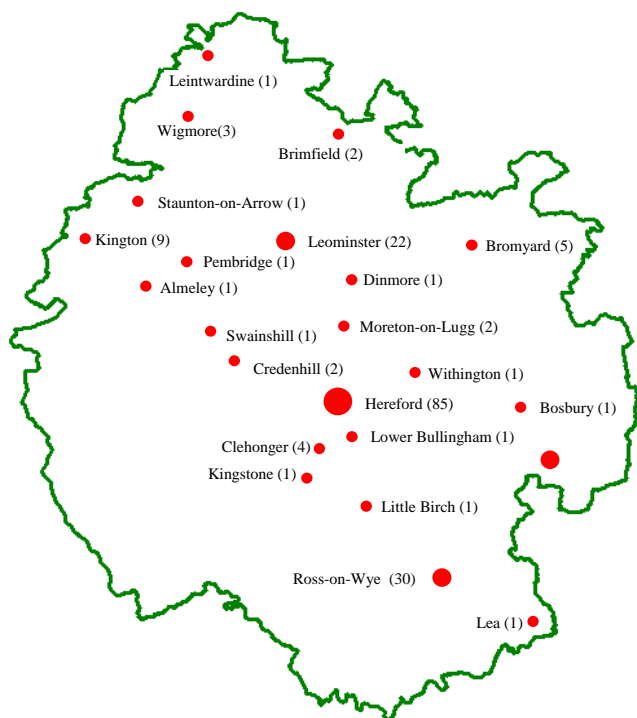 Leintwardine (1)
Wigmore(3)
Brimfield (2)
Staunton-on-Arrow (1)
Kington (9)
Leominster (22)
Bromyard (5)
Pembridge (1)
Dinmore (1)
Almeley (1)
Swainshill (1)
Moreton-on-Lugg (2)
Credenhill (2)
Withington (1)
Hereford (85)
Bosbury (1)
Lower Bullingham (1)
Clehonger (4)
Kingstone (1)
Little Birch (1)
Ross-on-Wye (30)
Lea (1)